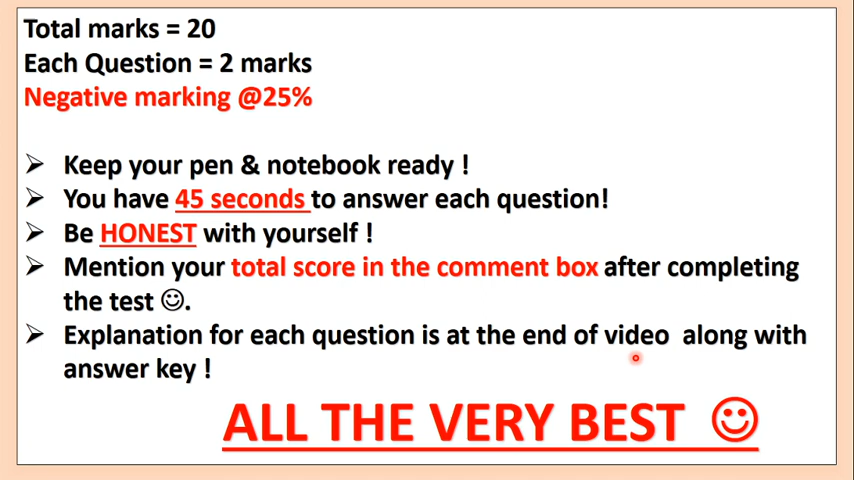 Total marks = 20
Each Question = 2 marks
Negative marking @25%
➢ Keep your pen & notebook ready !
➢ You have 45 seconds to answer each question!
➢ Be HONEST with yourself !
➢ Mention your total score in the comment box after completing
the test ☺.
➢ Explanation for each question is at the end of video along with
answer key !
ALL THE VERY BEST ☺